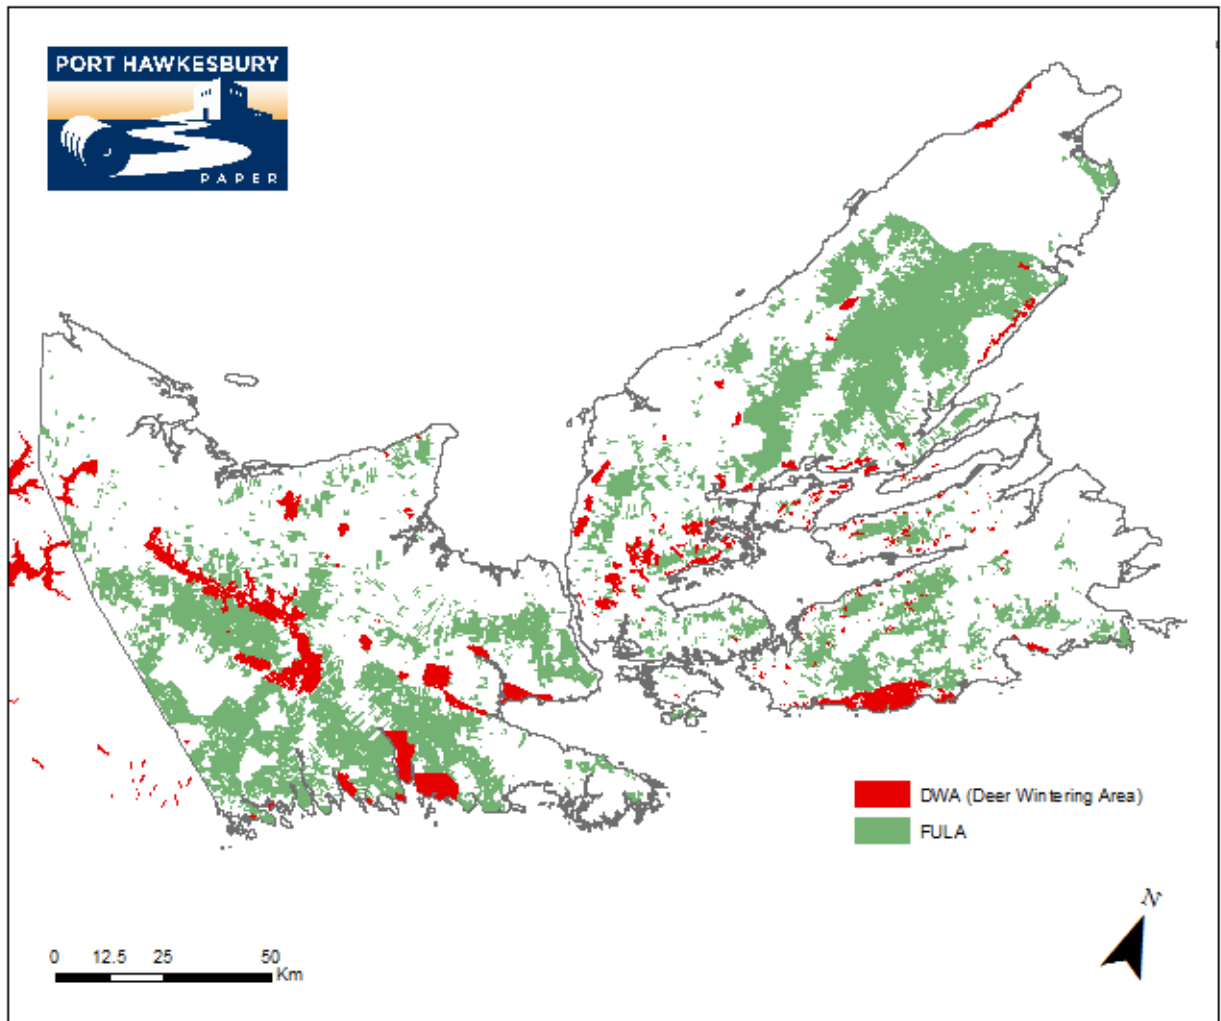 PORT HAWKESBURY
PAPER
DWA (Deer Wintering Area)
FULA
N
0 12.5 25 50
Km